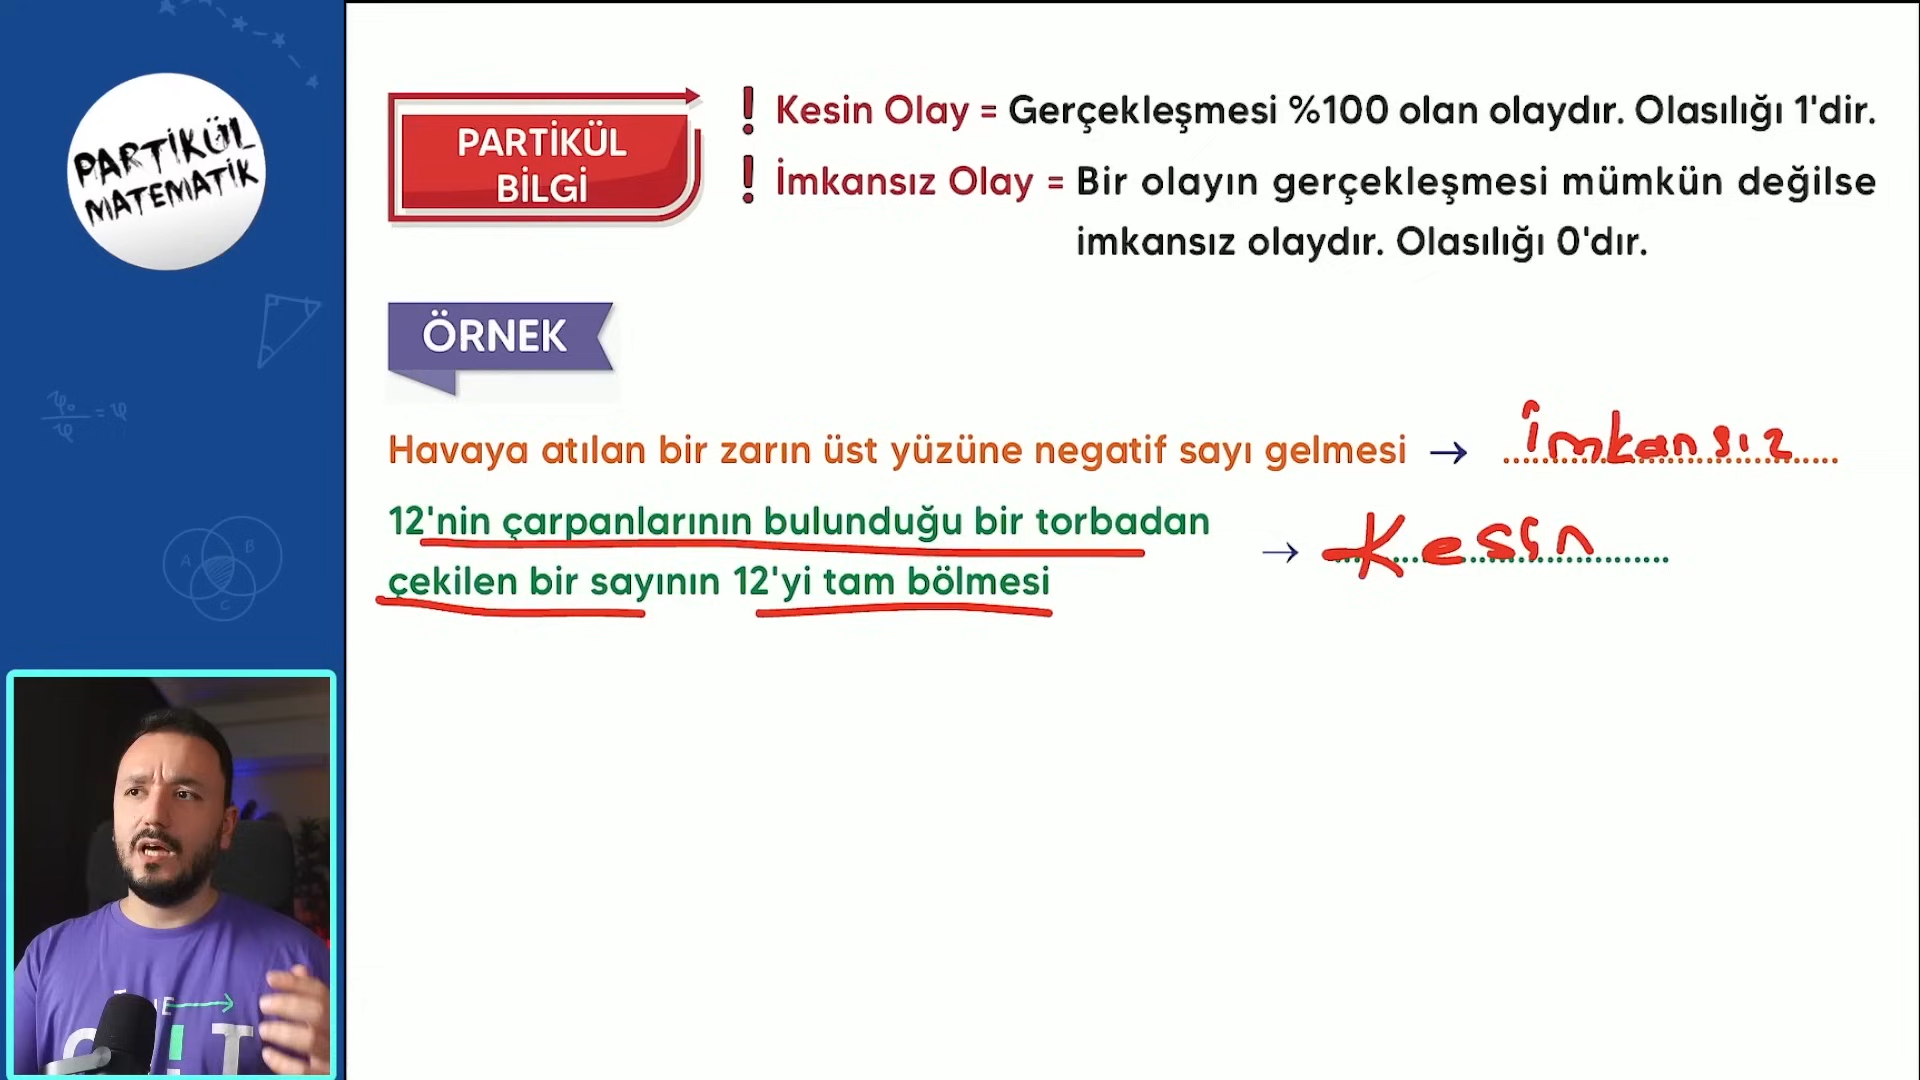 PARTİKÜL
MATEMATİK
PARTİKÜL
BİLGİ
! Kesin Olay = Gerçekleşmesi %100 olan olaydır. Olasılığı 1'dir.
! İmkansız Olay = Bir olayın gerçekleşmesi mümkün değilse
imkansız olaydır. Olasılığı 0'dır.
ÖRNEK
Havaya atılan bir zarın üst yüzüne negatif sayı gelmesi → İmkansız
12'nin çarpanlarının bulunduğu bir torbadan
çekilen bir sayının 12'yi tam bölmesi
→ Kesin
A B
C